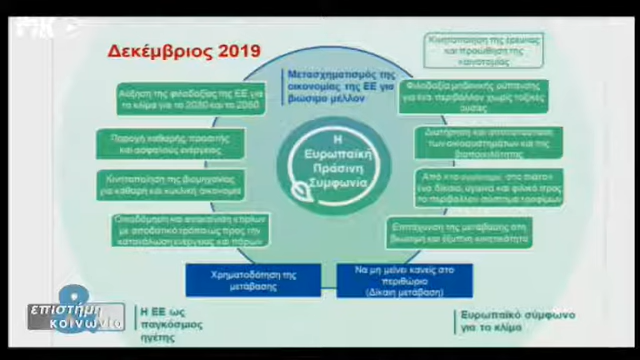 ΡΙΚ
Δεκέμβριος 2019
Κινητοποίηση της έρευνας
και προώθηση της
καινοτομίας
Μετασχηματισμός της
οικονομίας της ΕΕ για
βιώσιμο μέλλον
Αύξηση της φιλοδοξίας της ΕΕ για
το κλίμα για το 2030 και το 2050
Φιλοδοξία μηδενικής ρύπανσης
για ένα περιβάλλον χωρίς τοξικές
ουσίες
Παροχή καθαρής, προσιτής
και ασφαλούς ενέργειας
Διατήρηση και αποκατάσταση
των οικοσυστημάτων και της
βιοποικιλότητας
Η
Ευρωπαϊκή
Πράσινη
Συμφωνία
Κινητοποίηση της βιομηχανίας
για καθαρή και κυκλική οικονομία
Από «το αγρόκτημα στο πιάτο»:
ένα δίκαιο, υγιεινό και φιλικό προς
το περιβάλλον σύστημα τροφίμων
Οικοδόμηση και ανακαίνιση κτιρίων
με αποδοτικό τρόπο ως προς την
κατανάλωση ενέργειας και πόρων
Επιτάχυνση της μετάβασης στη
βιώσιμη και έξυπνη κινητικότητα
Χρηματοδότηση της
μετάβασης
Να μη μείνει κανείς στο
περιθώριο
(Δίκαιη μετάβαση)
επιστήμη
&
κοινωνία
Η ΕΕ ως
παγκόσμιος
ηγέτης
Ευρωπαϊκό σύμφωνο
για το κλίμα